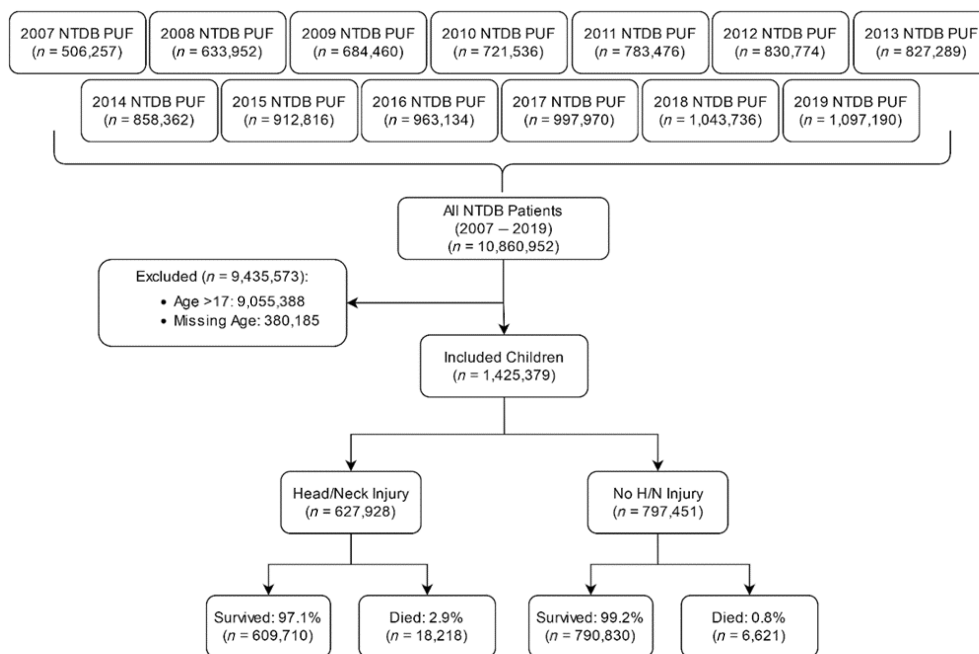 2007 NTDB PUF
(n = 506,257)
2008 NTDB PUF
(n = 633,952)
2009 NTDB PUF
(n = 684,460)
2010 NTDB PUF
(n = 721,536)
2011 NTDB PUF
(n = 783,476)
2012 NTDB PUF
(n = 830,774)
2013 NTDB PUF
(n = 827,289)
2014 NTDB PUF
(n = 858,362)
2015 NTDB PUF
(n = 912,816)
2016 NTDB PUF
(n = 963,134)
2017 NTDB PUF
(n = 997,970)
2018 NTDB PUF
(n = 1,043,736)
2019 NTDB PUF
(n = 1,097,190)
All NTDB Patients
(2007 – 2019)
(n = 10,860,952)
Excluded (n = 9,435,573):
• Age >17: 9,055,388
• Missing Age: 380,185
Included Children
(n = 1,425,379)
Head/Neck Injury
(n = 627,928)
No H/N Injury
(n = 797,451)
Survived: 97.1%
(n = 609,710)
Died: 2.9%
(n = 18,218)
Survived: 99.2%
(n = 790,830)
Died: 0.8%
(n = 6,621)